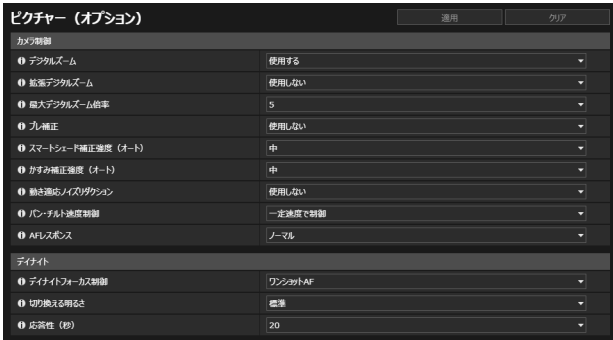 ピクチャー（オプション） 適用 クリア
カメラ制御
デジタルズーム 使用する
拡張デジタルズーム 使用しない
最大デジタルズーム倍率 5
ブレ補正 使用しない
スマートシェード補正強度（オート） 中
かすみ補正強度（オート） 中
動き適応ノイズリダクション 使用しない
パン・チルト速度制御 一定速度で制御
AFレスポンス ノーマル
デイナイト
デイナイトフォーカス制御 ワンショットAF
切り換える明るさ 標準
応答性（秒） 20